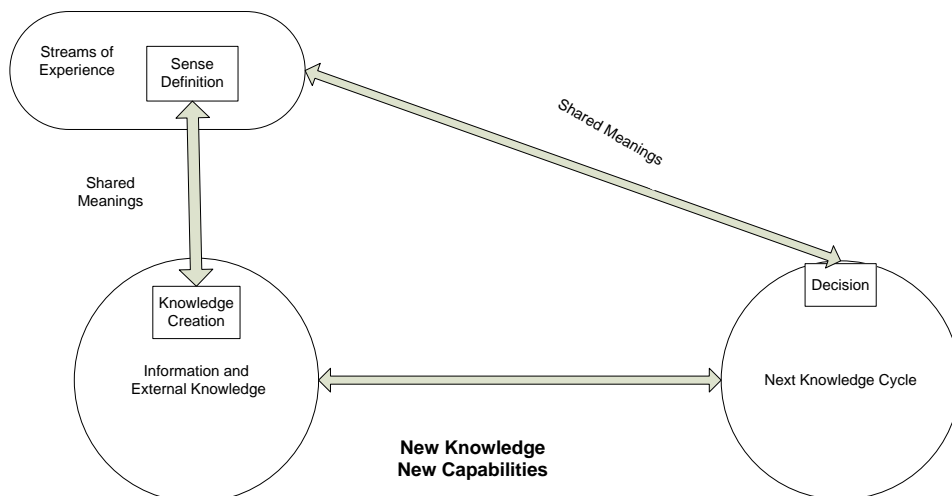 Streams of
Experience
Sense
Definition
Shared Meanings
Shared
Meanings
Knowledge
Creation
Decision
Information and
External Knowledge
Next Knowledge Cycle
New Knowledge
New Capabilities